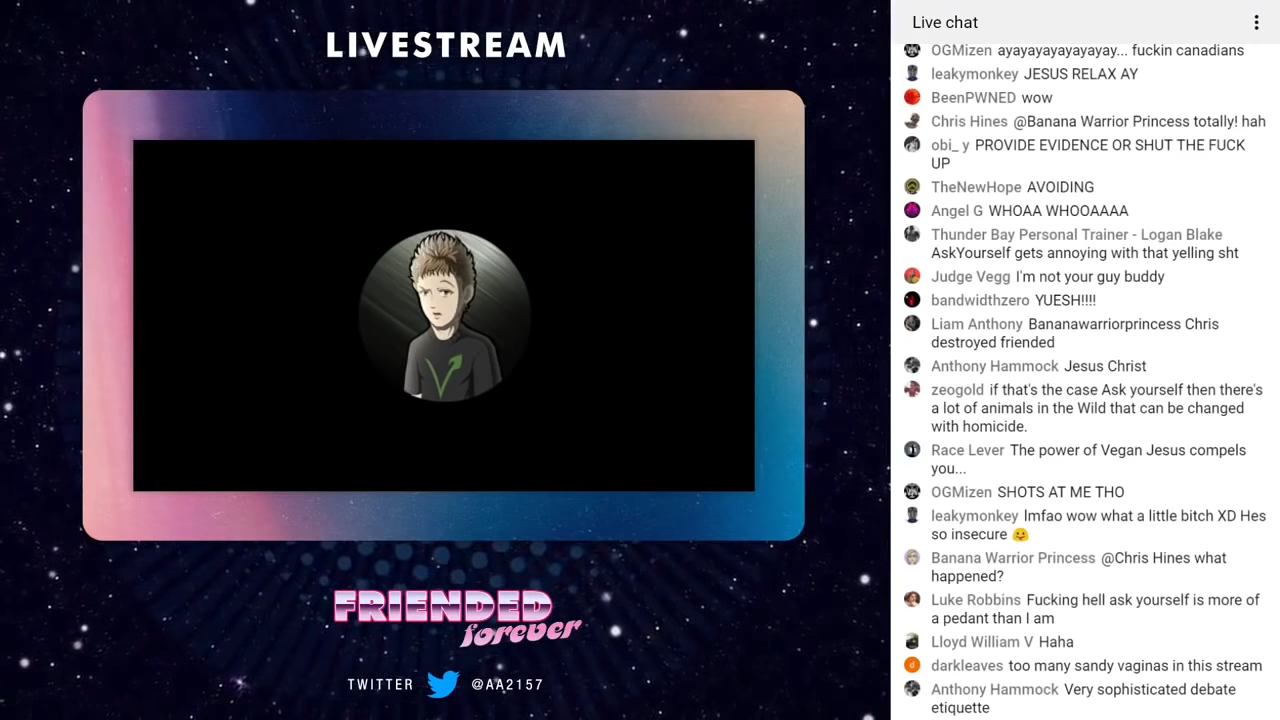 LIVESTREAM
FRIENDED
forever
TWITTER @AA2157
Live chat
OGMizen ayayayayayayayay... fuckin canadians
leakymonkey JESUS RELAX AY
BeenPWNED wow
Chris Hines @Banana Warrior Princess totally! hah
obi_ y PROVIDE EVIDENCE OR SHUT THE FUCK
UP
TheNewHope AVOIDING
Angel G WHOAA WHOOAAAA
Thunder Bay Personal Trainer - Logan Blake
AskYourself gets annoying with that yelling sht
Judge Vegg I'm not your guy buddy
bandwidthzero YUESH!!!!
Liam Anthony Bananawarriorprincess Chris
destroyed friended
Anthony Hammock Jesus Christ
zeogold if that's the case Ask yourself then there's
a lot of animals in the Wild that can be changed
with homicide.
Race Lever The power of Vegan Jesus compels
you...
OGMizen SHOTS AT ME THO
leakymonkey lmfao wow what a little bitch XD Hes
so insecure 🤗
Banana Warrior Princess @Chris Hines what
happened?
Luke Robbins Fucking hell ask yourself is more of
a pedant than I am
Lloyd William V Haha
d
darkleaves too many sandy vaginas in this stream
Anthony Hammock Very sophisticated debate
etiquette